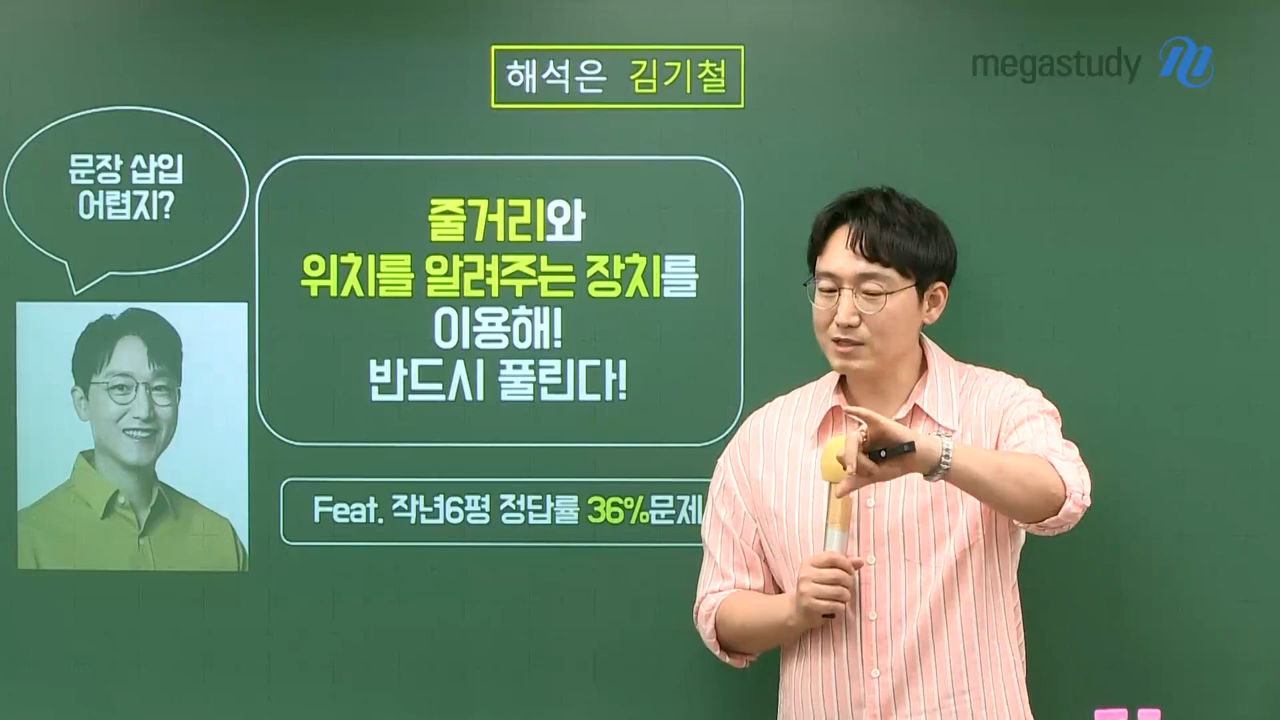 해석은 김기철
megastudy
문장 삽입
어렵지?
줄거리와
위치를 알려주는 장치를
이용해!
반드시 풀린다!
Feat. 작년6평 정답률 36%문제